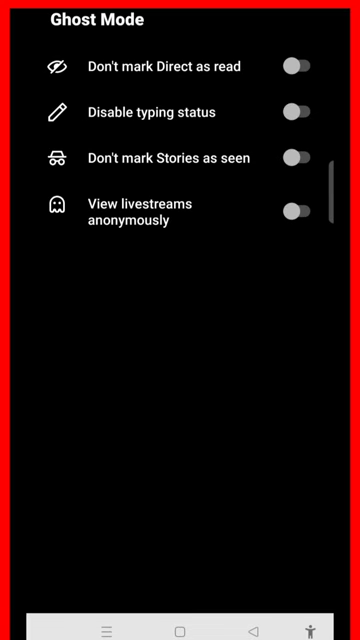 Ghost Mode
Don't mark Direct as read
Disable typing status
Don't mark Stories as seen
View livestreams
anonymously